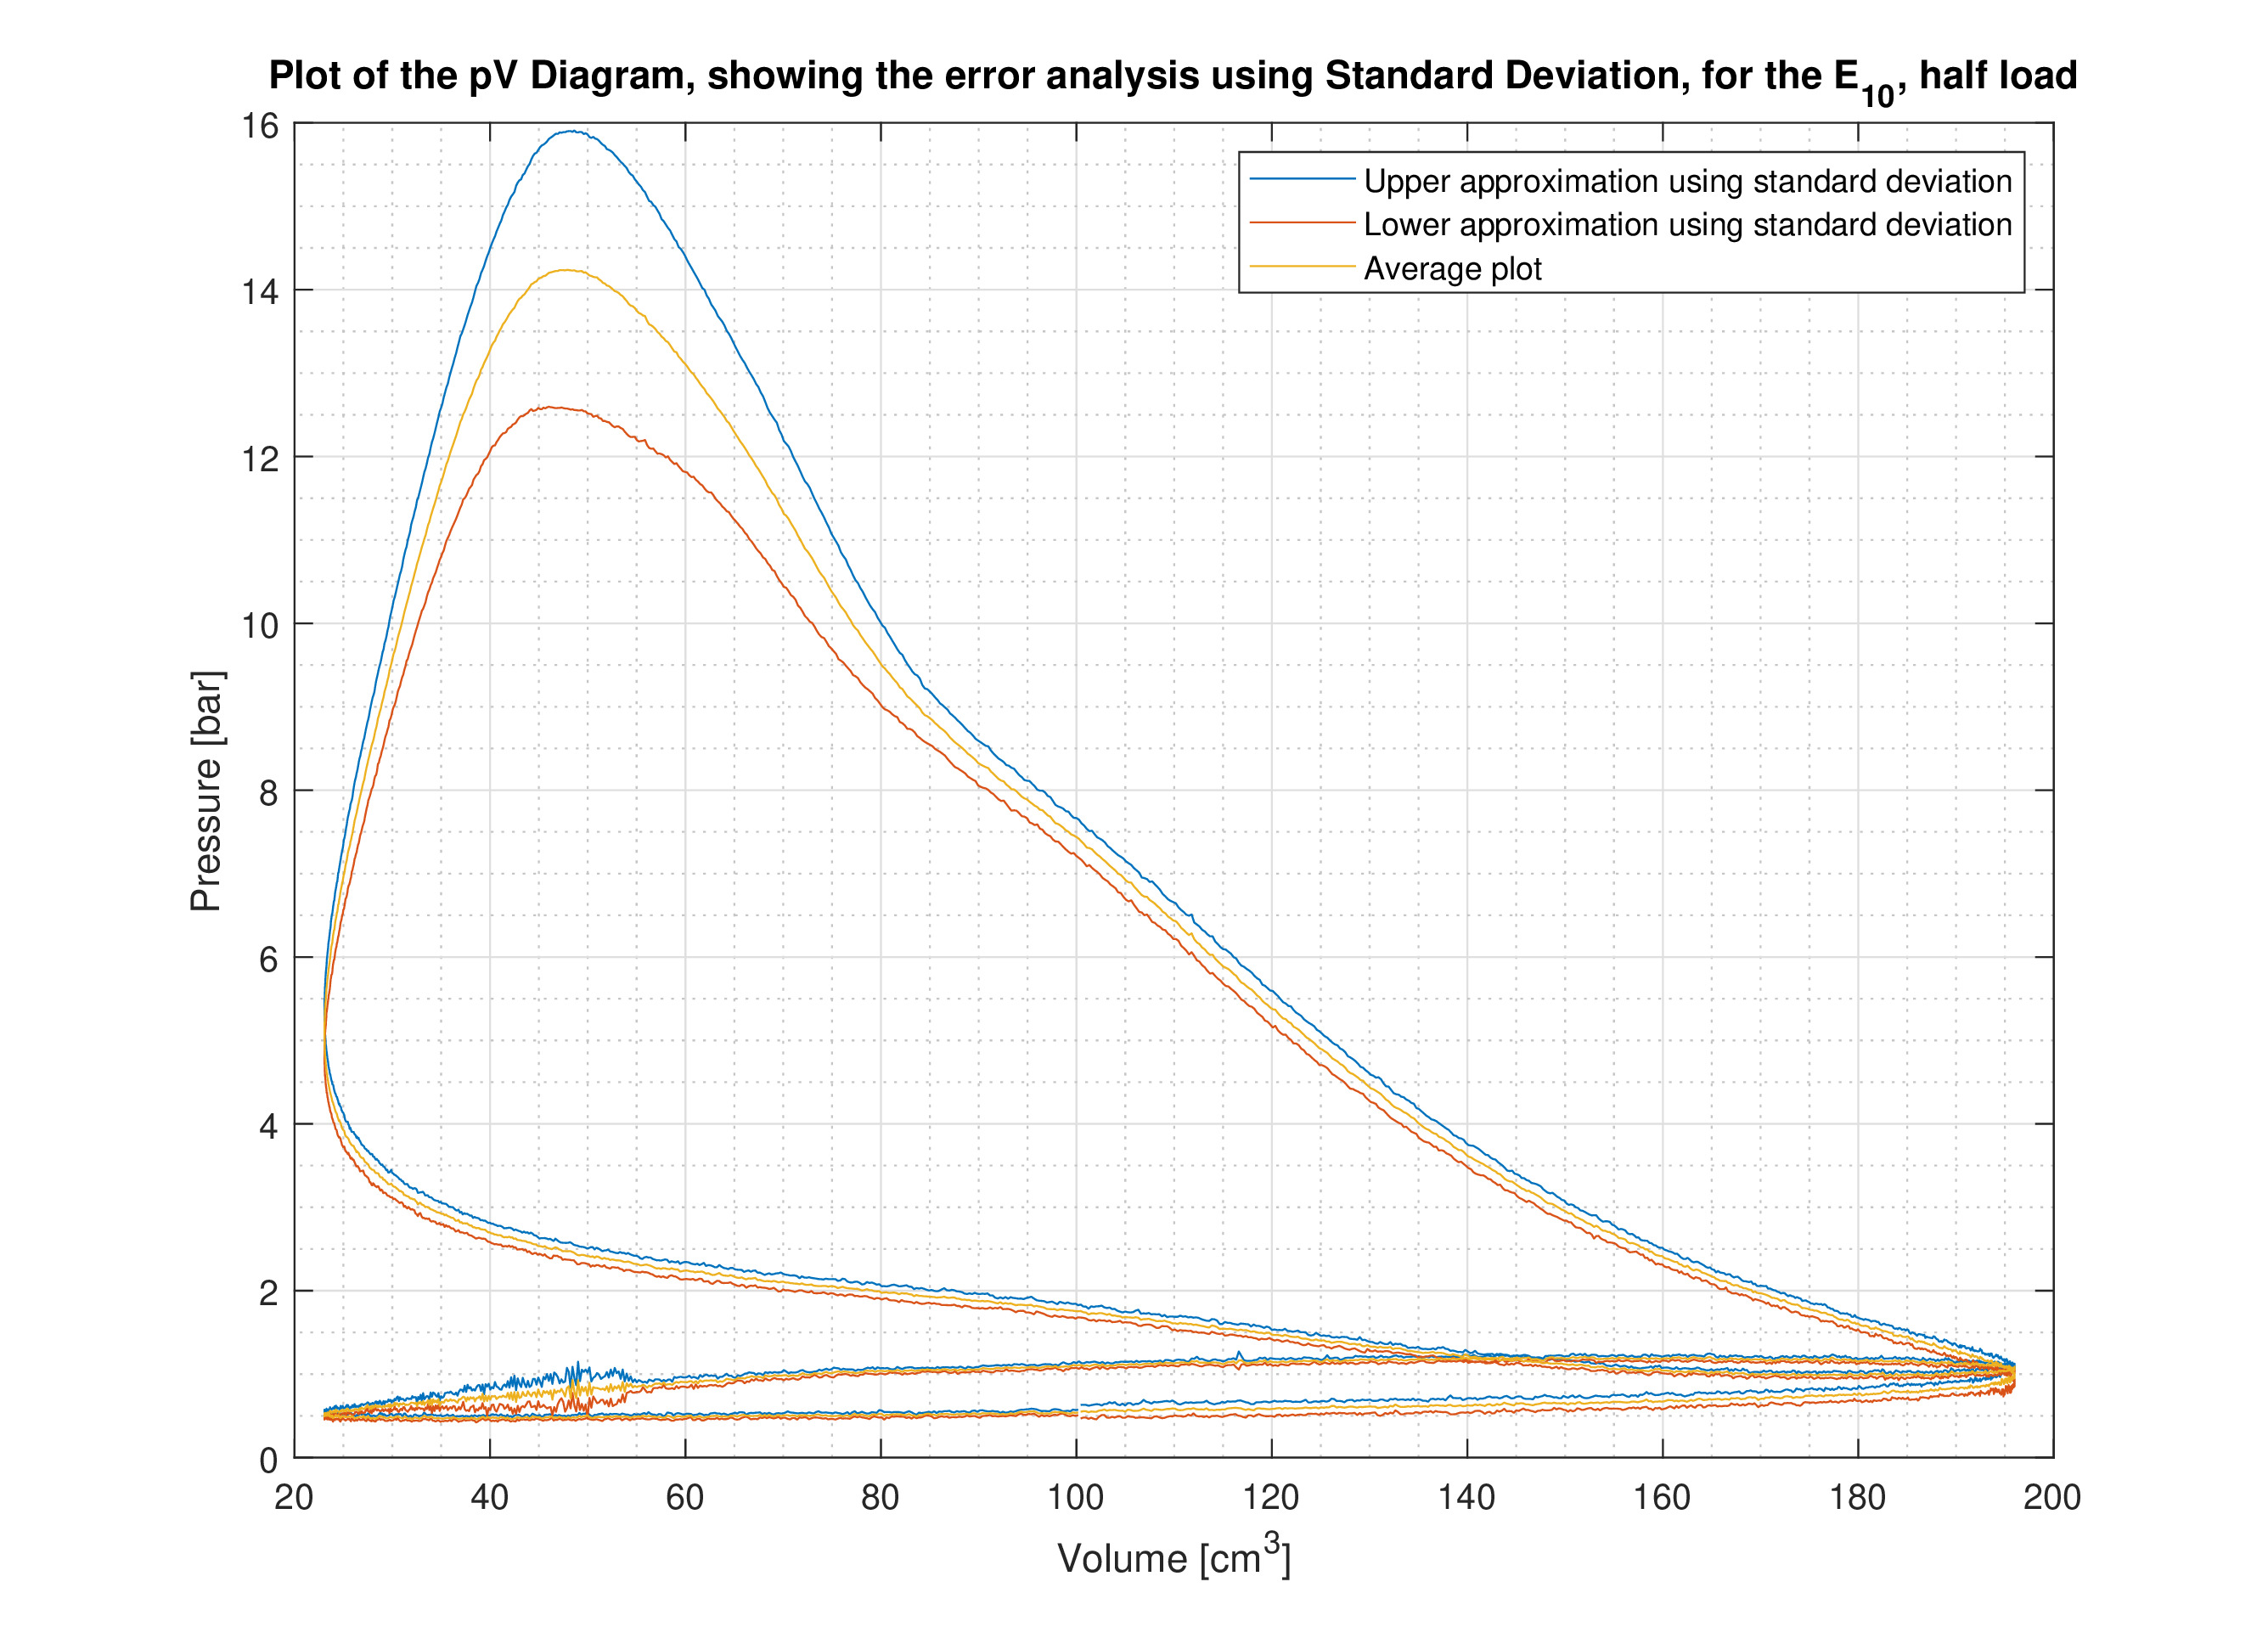 Plot of the pV Diagram, showing the error analysis using Standard Deviation, for the E10, half load
Upper approximation using standard deviation
Lower approximation using standard deviation
Average plot
16
14
12
10
8
6
4
2
0
Pressure [bar]
20 40 60 80 100 120 140 160 180 200
Volume [cm3]